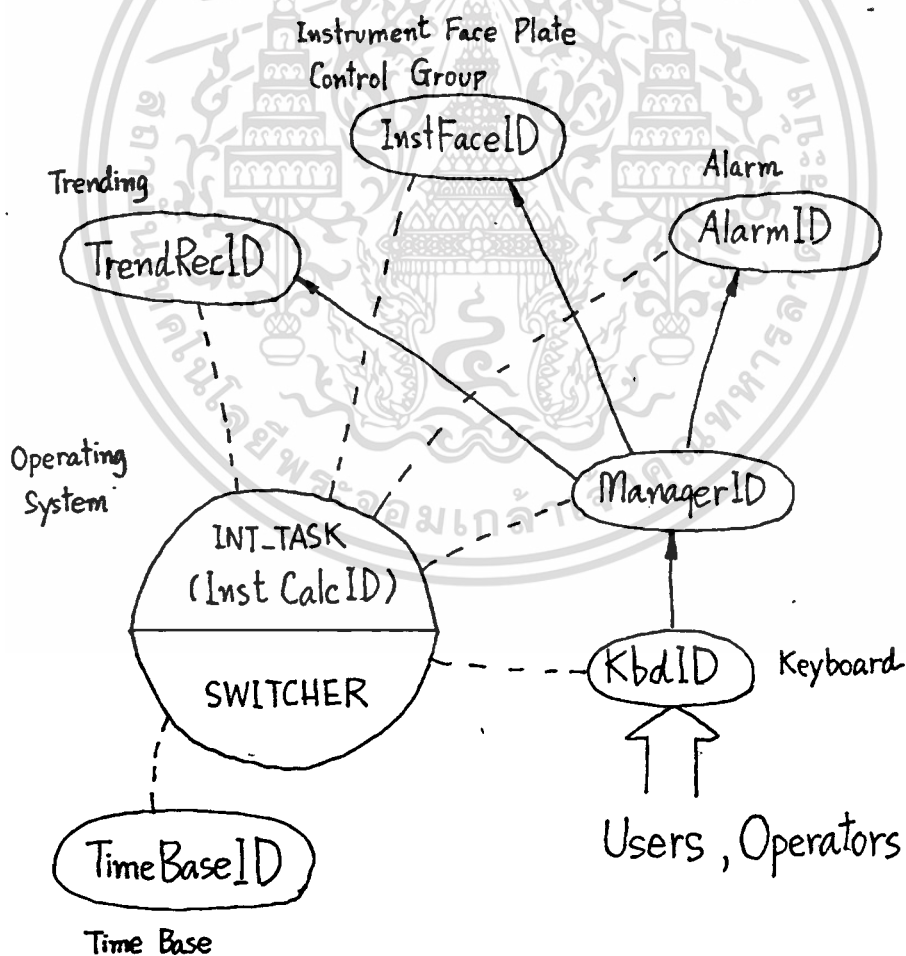 Instrument Face Plate
Control Group
InstFaceID
Trending
TrendRecID
Alarm
AlarmID
Operating
System
ManagerID
INT_TASK
(Inst CalcID)
SWITCHER
KbdID
Keyboard
TimeBaseID
Time Base
Users , Operators